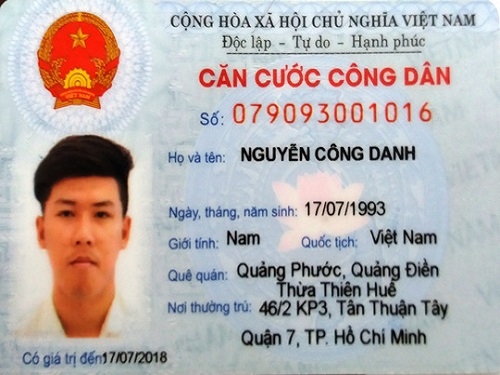 CỘNG HÒA XÃ HỘI CHỦ NGHĨA VIỆT NAM
Độc lập - Tự do - Hạnh phúc
CĂN CƯỚC CÔNG DÂN
Số: 079093001016
Họ và tên: NGUYỄN CÔNG DANH
Ngày, tháng, năm sinh: 17/07/1993
Giới tính: Nam Quốc tịch: Việt Nam
Quê quán: Quảng Phước, Quảng Điền
Thừa Thiên Huế
Nơi thường trú: 46/2 KP3, Tân Thuận Tây
Quận 7, TP. Hồ Chí Minh
Có giá trị đến 17/07/2018